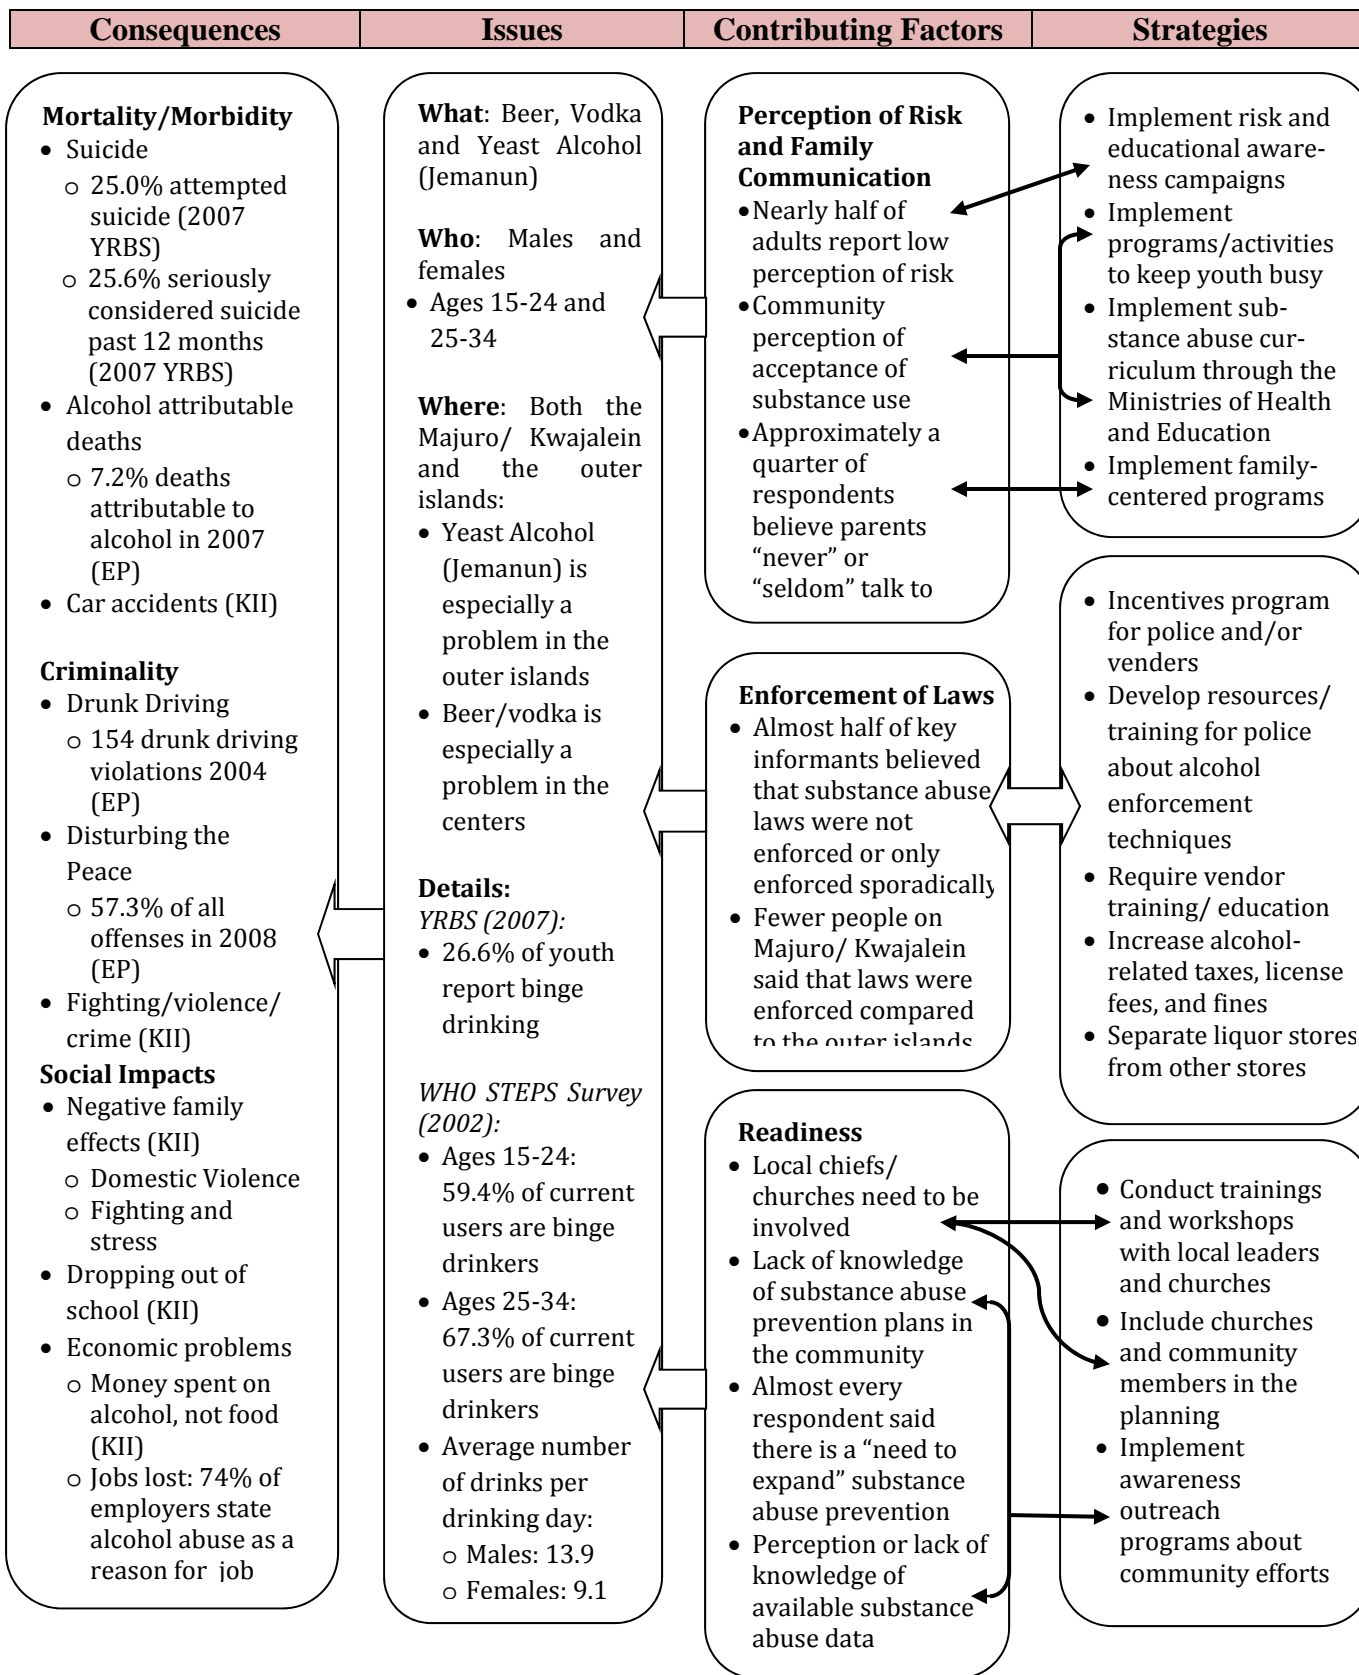 Consequences
Issues
Contributing Factors
Strategies
Mortality/Morbidity
• Suicide
o 25.0% attempted
suicide (2007
YRBS)
o 25.6% seriously
considered suicide
past 12 months
(2007 YRBS)
• Alcohol attributable
deaths
o 7.2% deaths
attributable to
alcohol in 2007
(EP)
• Car accidents (KII)
Criminality
• Drunk Driving
o 154 drunk driving
violations 2004
(EP)
• Disturbing the
Peace
o 57.3% of all
offenses in 2008
(EP)
• Fighting/violence/
crime (KII)
Social Impacts
• Negative family
effects (KII)
o Domestic Violence
o Fighting and
stress
• Dropping out of
school (KII)
• Economic problems
o Money spent on
alcohol, not food
(KII)
o Jobs lost: 74% of
employers state
alcohol abuse as a
reason for job
What: Beer, Vodka
and Yeast Alcohol
(Jemanun)
Who: Males and
females
• Ages 15-24 and
25-34
Where: Both the
Majuro/ Kwajalein
and the outer
islands:
• Yeast Alcohol
(Jemanun) is
especially a
problem in the
outer islands
• Beer/vodka is
especially a
problem in the
centers
Details:
YRBS (2007):
• 26.6% of youth
report binge
drinking
WHO STEPS Survey
(2002):
• Ages 15-24:
59.4% of current
users are binge
drinkers
• Ages 25-34:
67.3% of current
users are binge
drinkers
• Average number
of drinks per
drinking day:
o Males: 13.9
o Females: 9.1
Perception of Risk
and Family
Communication
• Nearly half of
adults report low
perception of risk
• Community
perception of
acceptance of
substance use
• Approximately a
quarter of
respondents
believe parents
“never” or
“seldom” talk to
Enforcement of Laws
• Almost half of key
informants believed
that substance abuse
laws were not
enforced or only
enforced sporadically
• Fewer people on
Majuro/ Kwajalein
said that laws were
enforced compared
to the outer islands
Readiness
• Local chiefs/
churches need to be
involved
• Lack of knowledge
of substance abuse
prevention plans in
the community
• Almost every
respondent said
there is a “need to
expand” substance
abuse prevention
• Perception or lack of
knowledge of
available substance
abuse data
• Implement risk and
educational aware-
ness campaigns
• Implement
programs/activities
to keep youth busy
• Implement sub-
stance abuse cur-
riculum through the
Ministries of Health
and Education
• Implement family-
centered programs
• Incentives program
for police and/or
venders
• Develop resources/
training for police
about alcohol
enforcement
techniques
• Require vendor
training/ education
• Increase alcohol-
related taxes, license
fees, and fines
• Separate liquor stores
from other stores
• Conduct trainings
and workshops
with local leaders
and churches
• Include churches
and community
members in the
planning
• Implement
awareness
outreach
programs about
community efforts